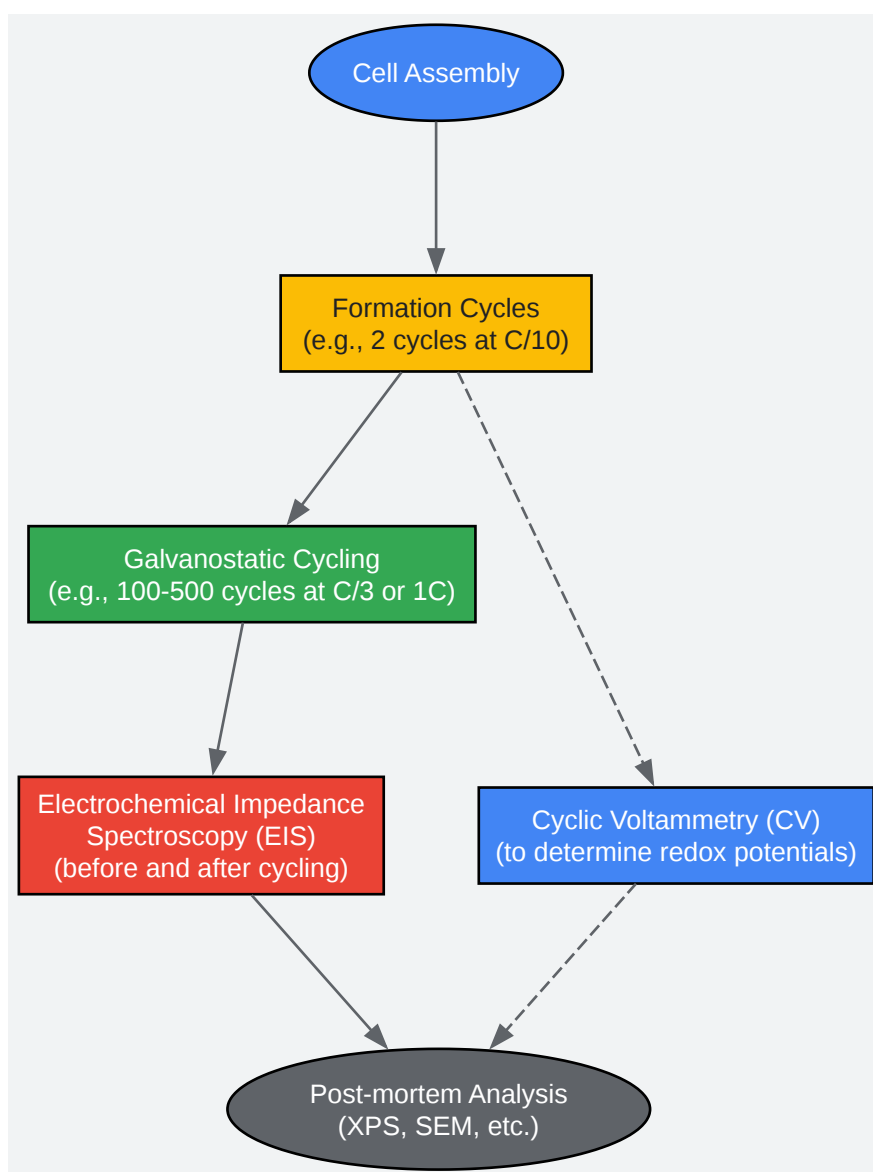 Cell Assembly
Formation Cycles
(e.g., 2 cycles at C/10)
Galvanostatic Cycling
(e.g., 100-500 cycles at C/3 or 1C)
Electrochemical Impedance
Spectroscopy (EIS)
(before and after cycling)
Cyclic Voltammetry (CV)
(to determine redox potentials)
Post-mortem Analysis
(XPS, SEM, etc.)